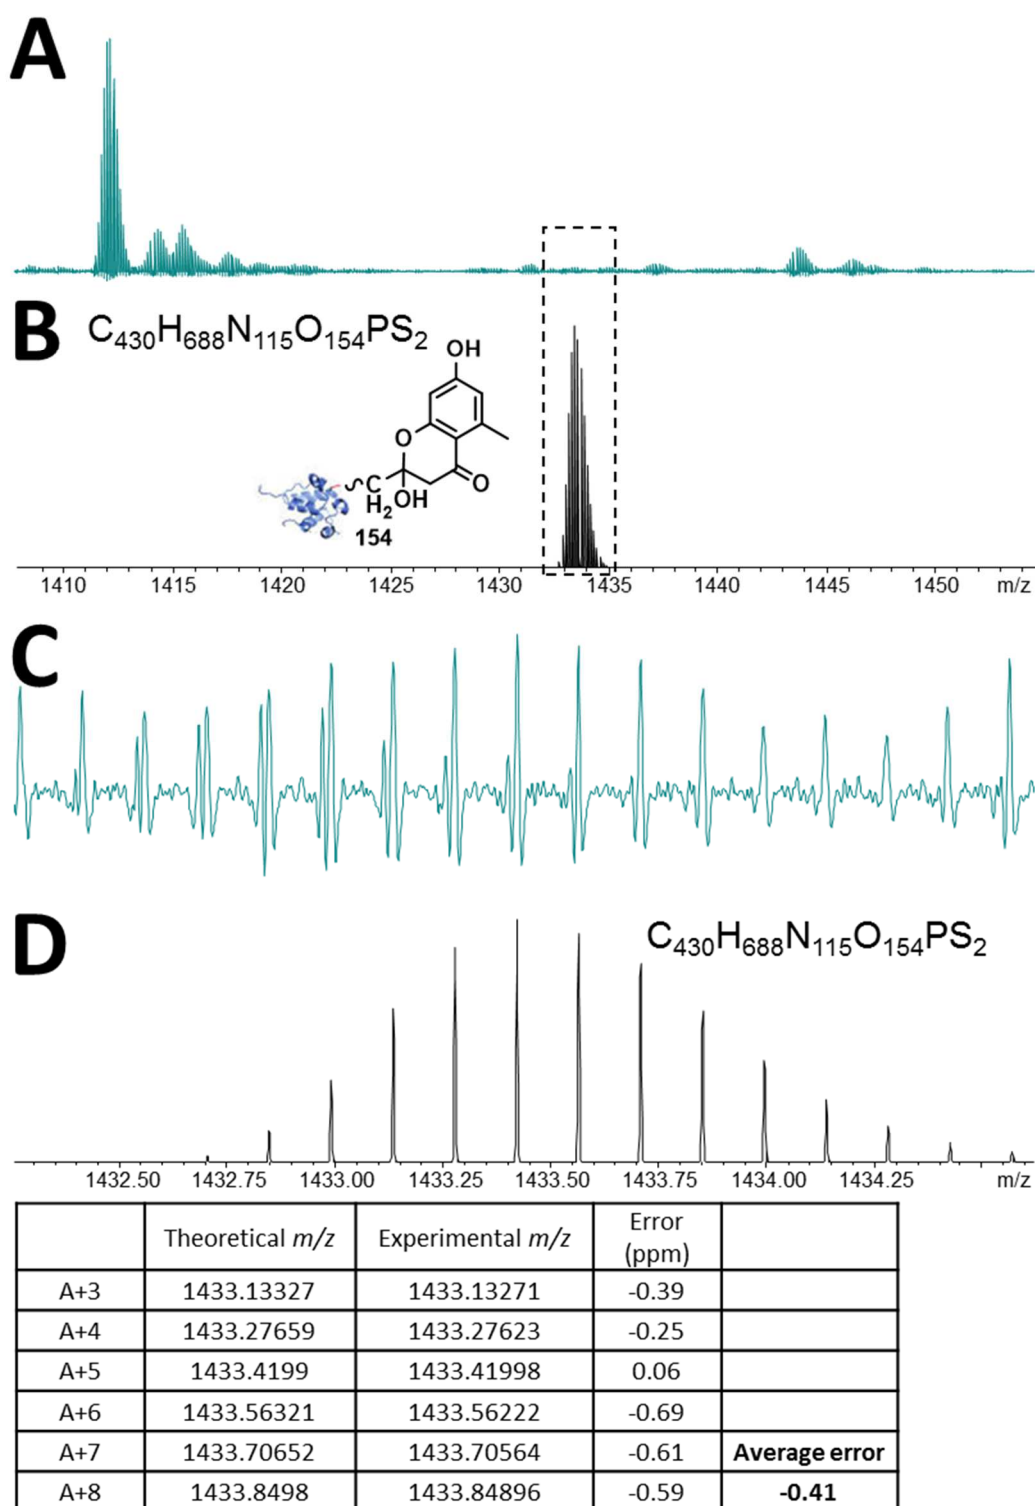 A
B C₄₃₀H₆₈₈N₁₁₅O₁₅₄PS₂
OH
O
O
C
H₂
OH
154
1410 1415 1420 1425 1430 1435 1440 1445 1450 m/z
C
D
C₄₃₀H₆₈₈N₁₁₅O₁₅₄PS₂
1432.50 1432.75 1433.00 1433.25 1433.50 1433.75 1434.00 1434.25 m/z
Theoretical m/z Experimental m/z Error (ppm)
A+3 1433.13327 1433.13271 -0.39
A+4 1433.27659 1433.27623 -0.25
A+5 1433.4199 1433.41998 0.06
A+6 1433.56321 1433.56222 -0.69
A+7 1433.70652 1433.70564 -0.61 Average error
A+8 1433.8498 1433.84896 -0.59 -0.41